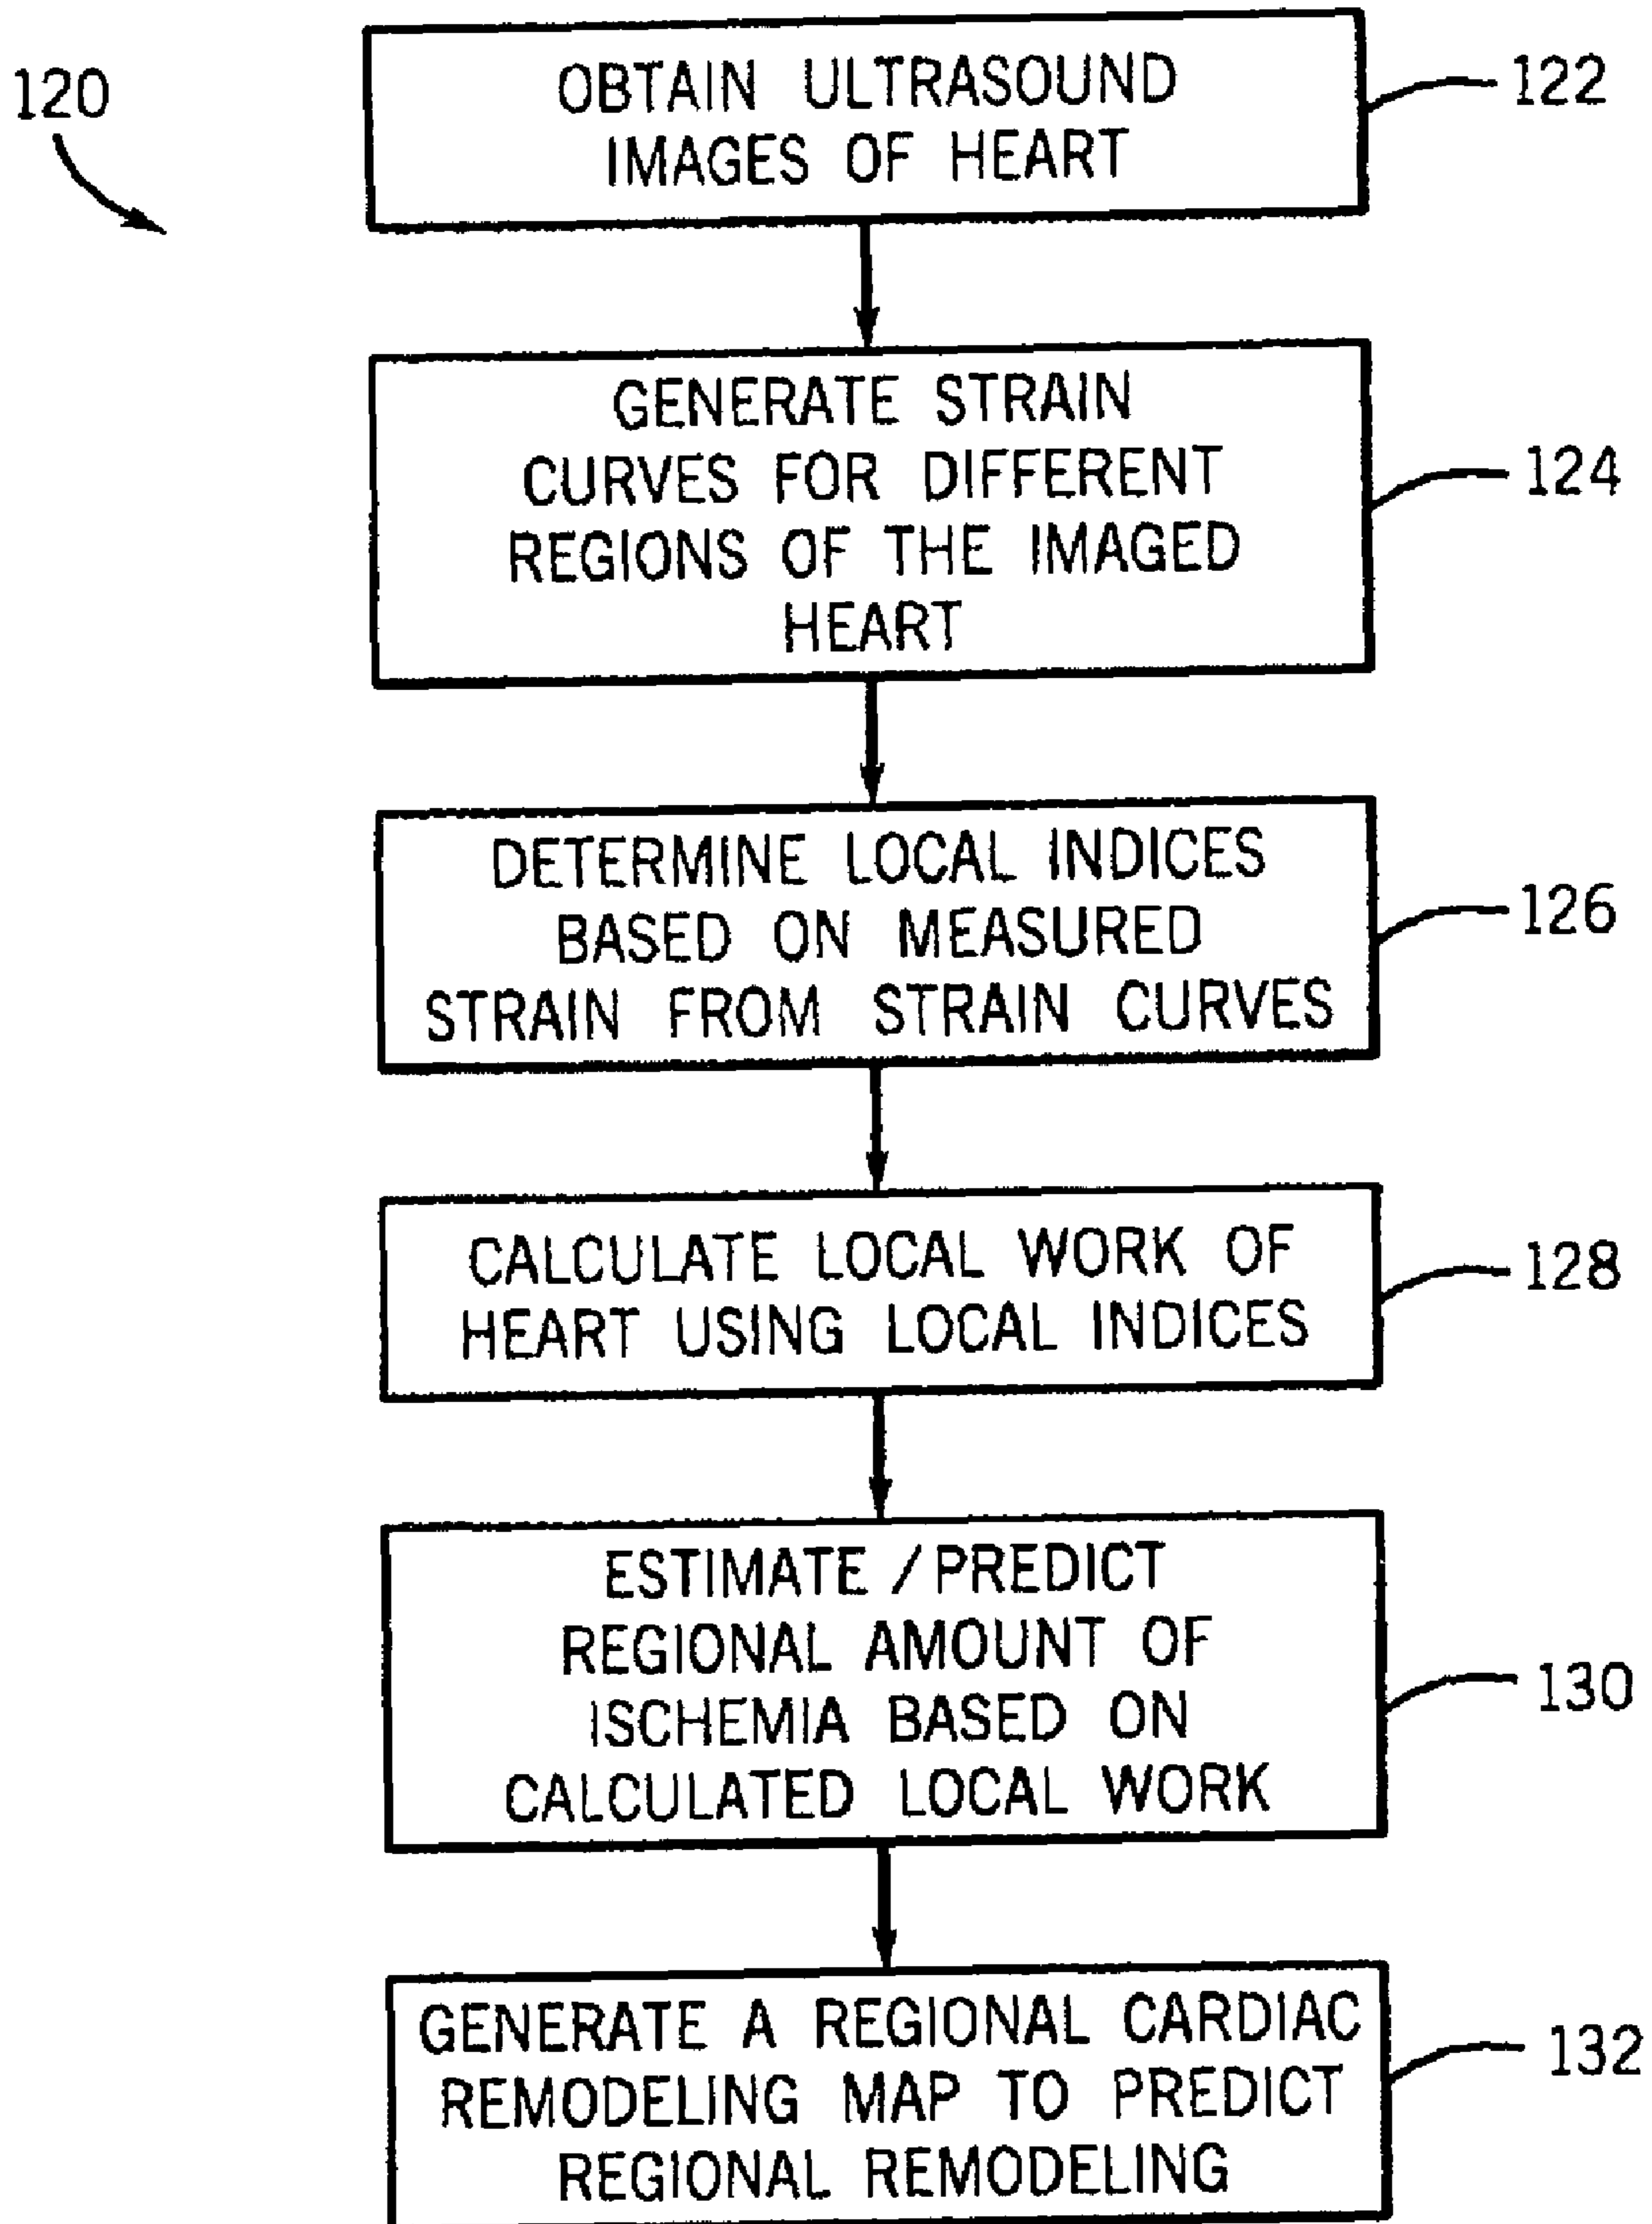 120
OBTAIN ULTRASOUND
IMAGES OF HEART
122
GENERATE STRAIN
CURVES FOR DIFFERENT
REGIONS OF THE IMAGED
HEART
124
DETERMINE LOCAL INDICES
BASED ON MEASURED
STRAIN FROM STRAIN CURVES
126
CALCULATE LOCAL WORK OF
HEART USING LOCAL INDICES
128
ESTIMATE / PREDICT
REGIONAL AMOUNT OF
ISCHEMIA BASED ON
CALCULATED LOCAL WORK
130
GENERATE A REGIONAL CARDIAC
REMODELING MAP TO PREDICT
REGIONAL REMODELING
132